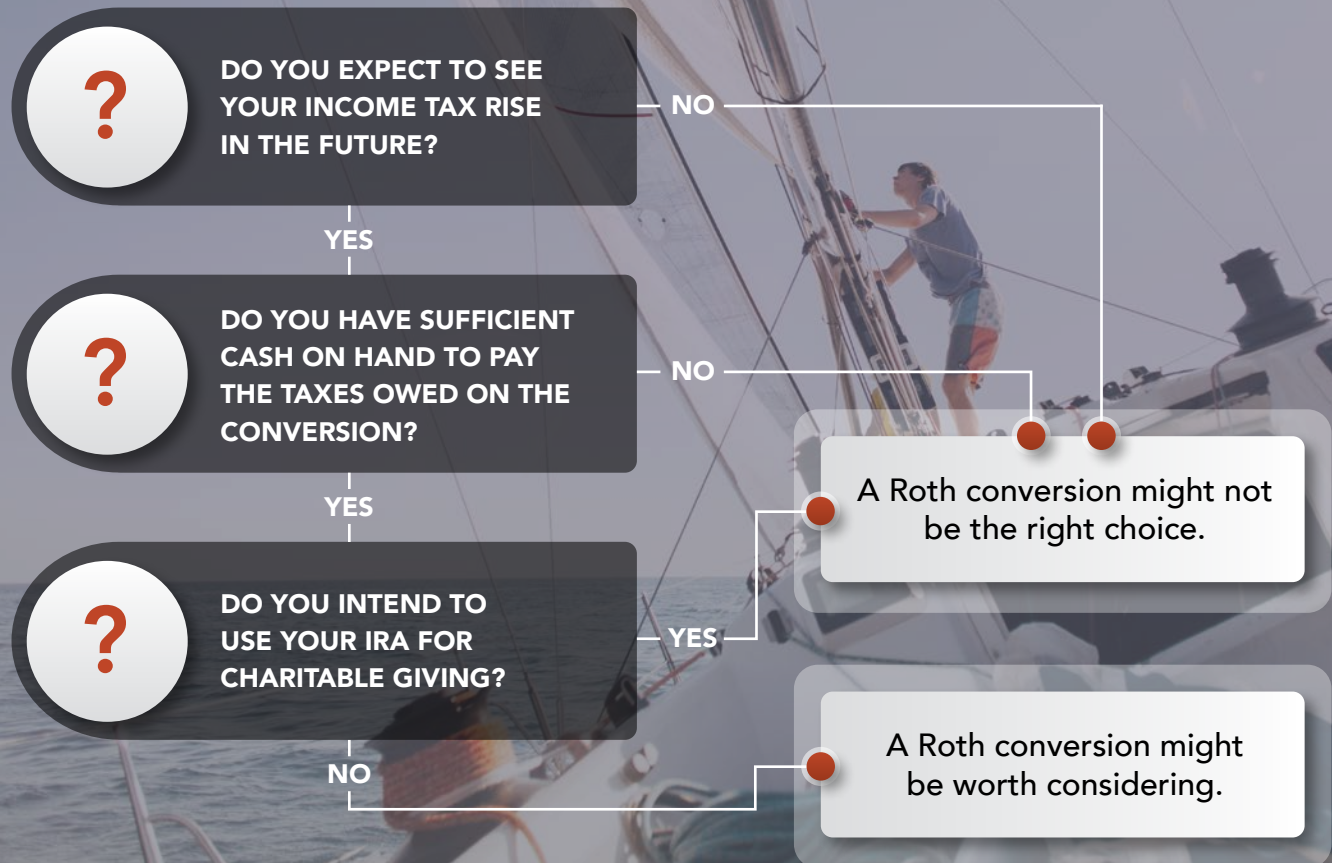 ?
DO YOU EXPECT TO SEE
YOUR INCOME TAX RISE
IN THE FUTURE?
NO
YES
?
DO YOU HAVE SUFFICIENT
CASH ON HAND TO PAY
THE TAXES OWED ON THE
CONVERSION?
NO
YES
A Roth conversion might not
be the right choice.
?
DO YOU INTEND TO
USE YOUR IRA FOR
CHARITABLE GIVING?
YES
NO
A Roth conversion might
be worth considering.